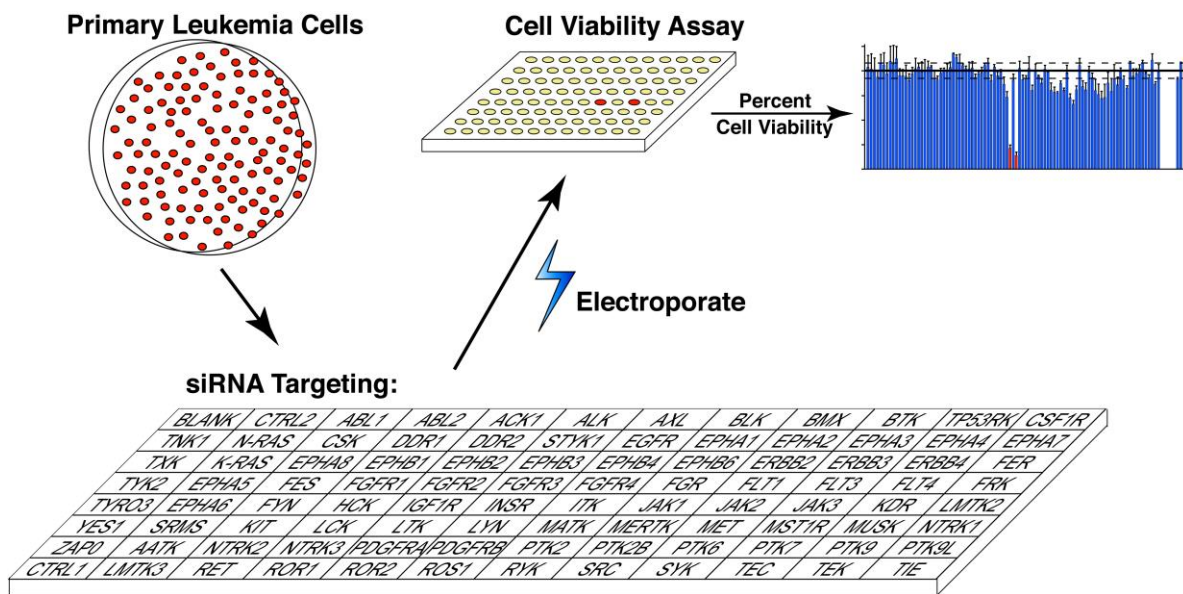 Primary Leukemia Cells
Cell Viability Assay
Percent
Cell Viability
Electroporate
siRNA Targeting:
BLANK CTRL2 ABL1 ABL2 ACK1 ALK AXL BLK BMX BTK TP53RK CSF1R
TNK1 N-RAS CSK DDR1 DDR2 STYK1 EGFR EPHA1 EPHA2 EPHA3 EPHA4 EPHA7
TXK K-RAS EPHA8 EPHB1 EPHB2 EPHB3 EPHB4 EPHB6 ERBB2 ERBB3 ERBB4 FER
TYK2 EPHA5 FES FGFR1 FGFR2 FGFR3 FGFR4 FGR FLT1 FLT3 FLT4 FRK
TYRO3 EPHA6 FYN HCK IGF1R INSR ITK JAK1 JAK2 JAK3 KDR LMTK2
YES1 SRMS KIT LCK LTK LYN MATK MERTK MET MST1R MUSK NTRK1
ZAP0 AATK NTRK2 NTRK3 PDGFRA PDGFRB PTK2 PTK2B PTK6 PTK7 PTK9 PTK9L
CTRL1 LMTK3 RET ROR1 ROR2 ROS1 RYK SRC SYK TEC TEK TIE